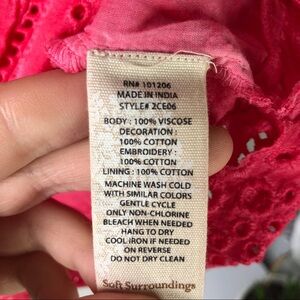 RN# 101206
MADE IN INDIA
STYLE# 2CE06
BODY : 100% VISCOSE
DECORATION :
100% COTTON
EMBROIDERY :
100% COTTON
LINING : 100% COTTON
MACHINE WASH COLD
WITH SIMILAR COLORS
GENTLE CYCLE
ONLY NON-CHLORINE
BLEACH WHEN NEEDED
HANG TO DRY
COOL IRON IF NEEDED
ON REVERSE
DO NOT DRY CLEAN
Soft Surroundings